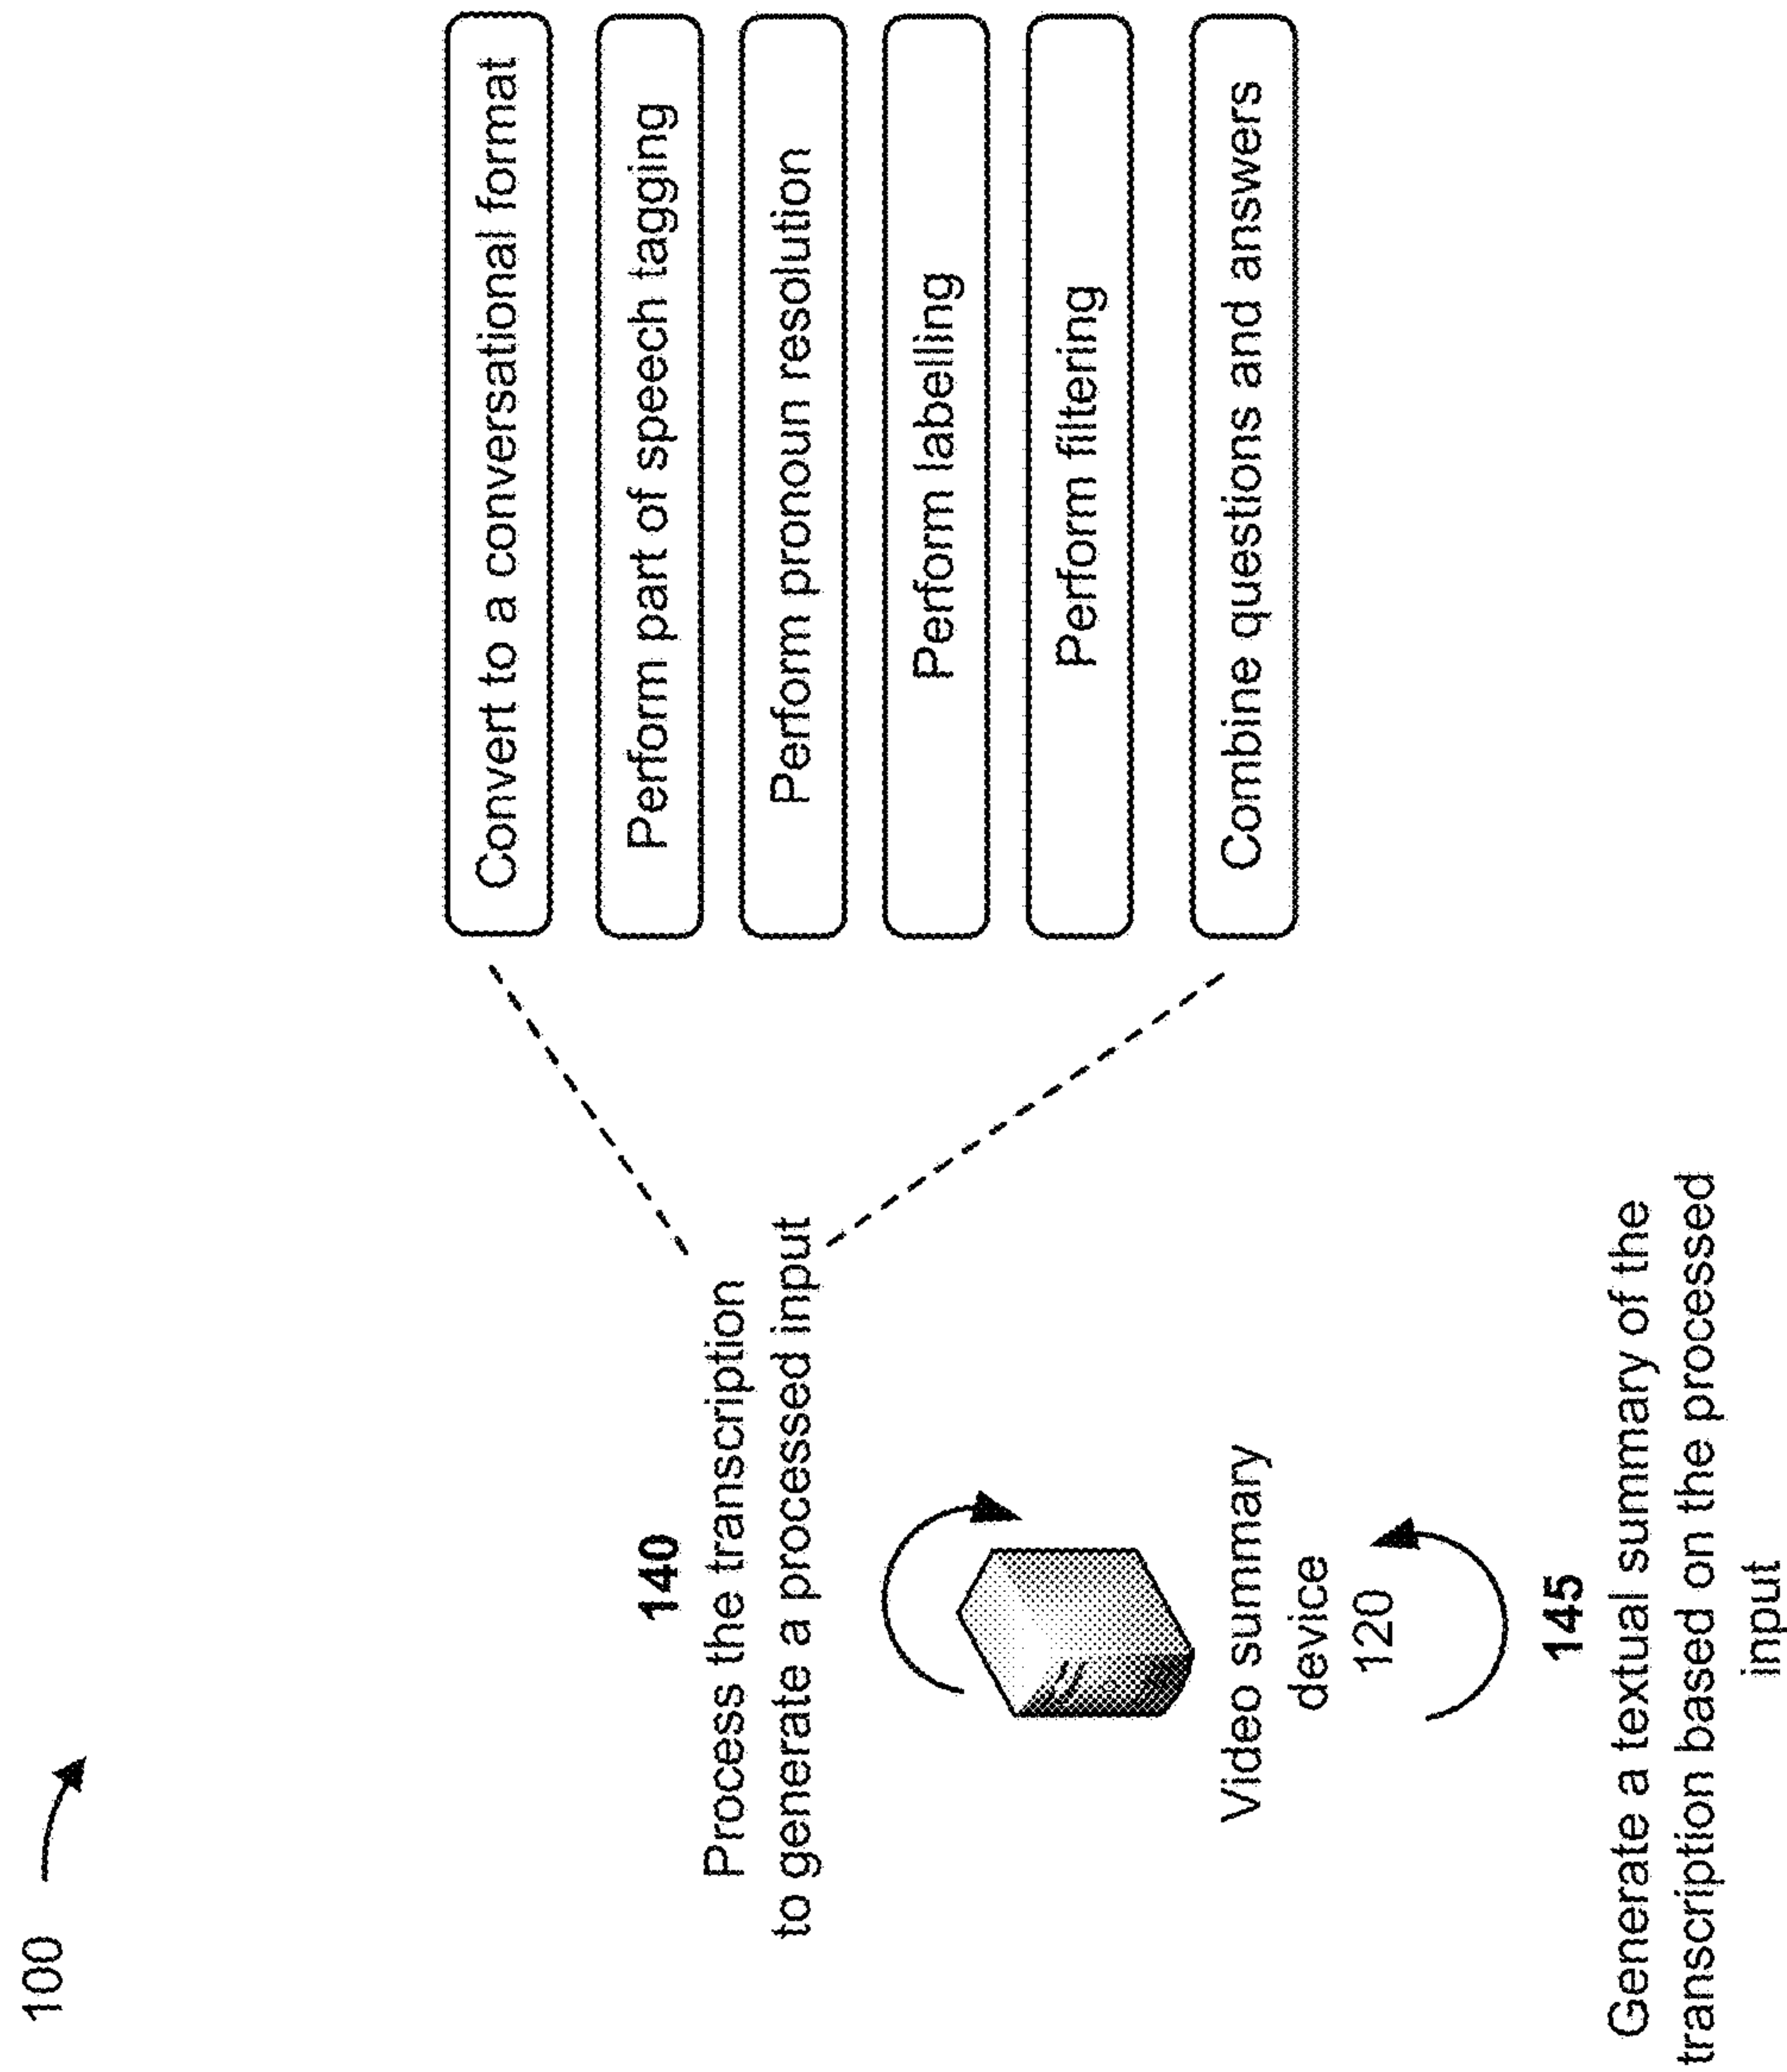 100
140
Process the transcription
to generate a processed input
Video summary
device
120
145
Generate a textual summary of the
transcription based on the processed
input
Convert to a conversational format
Perform part of speech tagging
Perform pronoun resolution
Perform labelling
Perform filtering
Combine questions and answers